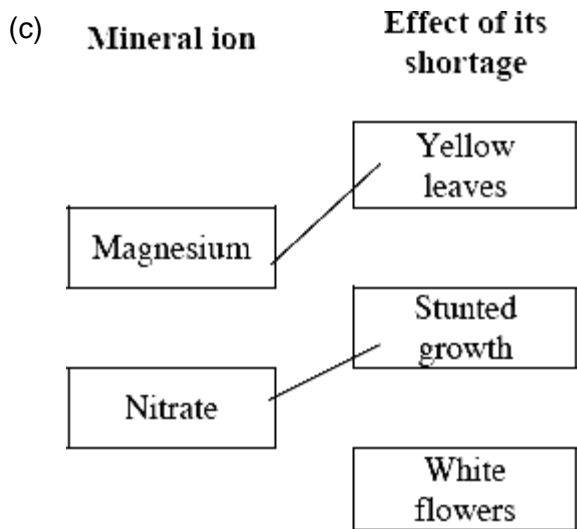 (c)
Mineral ion
Effect of its
shortage
Yellow
leaves
Magnesium
Stunted
growth
Nitrate
White
flowers